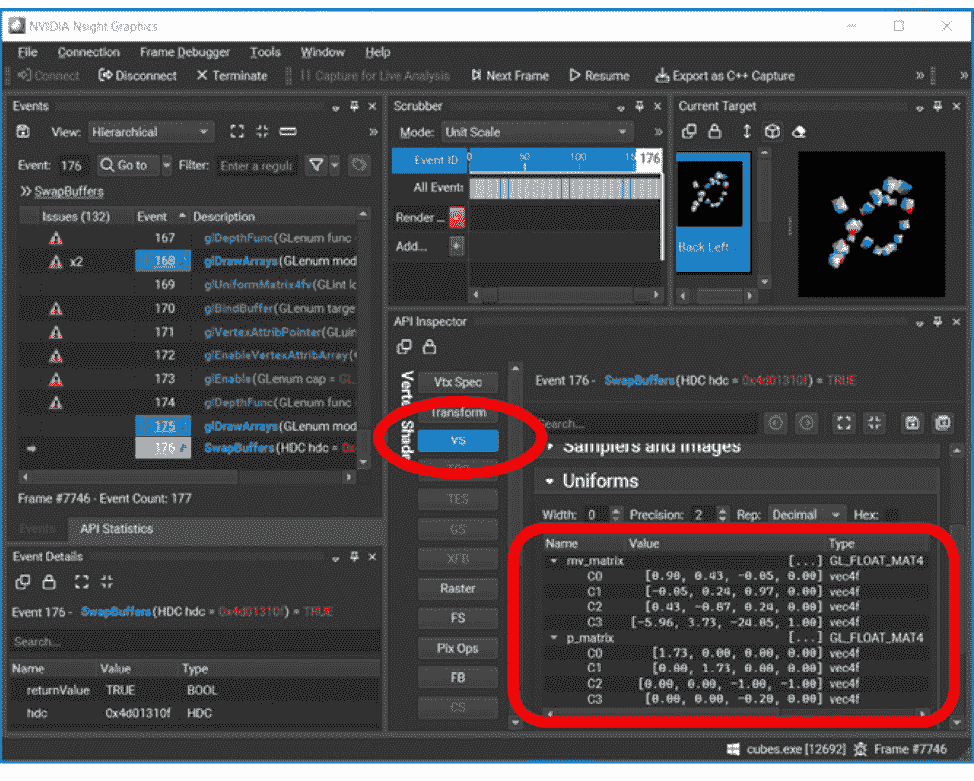 NVIDIA Nsight Graphics
File Connection Frame Debugger Tools Window Help
Connect Disconnect Terminate Capture for Live Analysis Next Frame Resume Export as C++ Capture
Events
View: Hierarchical
Event: 176 Go to Filter: Enter a regul
SwapBuffers
Issues (132) Event Description
167 glDepthFunc(GLenum func
x2 168 glDrawArrays(GLenum mod
169 glUniformMatrix4fv(GLint lc
170 glBindBuffer(GLenum targe
171 glVertexAttribPointer(GLuin
172 glEnableVertexAttribArray(
173 glEnable(GLenum cap = GL
174 glDepthFunc(GLenum func
175 glDrawArrays(GLenum mod
176 SwapBuffers(HDC hdc = 0x
Frame #7746 - Event Count: 177
Events API Statistics
Event Details
Event 176 - SwapBuffers(HDC hdc = 0x4d01310f) = TRUE
Search...
Name Value Type
returnValue TRUE BOOL
hdc 0x4d01310f HDC
Scrubber
Mode: Unit Scale
Event ID 0 50 100 15 176
All Event:
Render ...
Add...
Current Target
Back Left
API Inspector
Vertex Shad
Vtx Spec
Transform
VS
TES
GS
XFB
Raster
FS
Pix Ops
FB
CS
Event 176 - SwapBuffers(HDC hdc = 0x4d01310f) = TRUE
Search...
Samplers and Images
Uniforms
Width: 0 Precision: 2 Rep: Decimal Hex:
Name Value Type
mv_matrix [...] GL_FLOAT_MAT4
C0 [0.90, 0.43, -0.05, 0.00] vec4f
C1 [-0.05, 0.24, 0.97, 0.00] vec4f
C2 [0.43, -0.87, 0.24, 0.00] vec4f
C3 [-5.96, 3.73, -24.05, 1.00] vec4f
p_matrix [...] GL_FLOAT_MAT4
C0 [1.73, 0.00, 0.00, 0.00] vec4f
C1 [0.00, 1.73, 0.00, 0.00] vec4f
C2 [0.00, 0.00, -1.00, -1.00] vec4f
C3 [0.00, 0.00, -0.20, 0.00] vec4f
cubes.exe [12692] Frame #7746